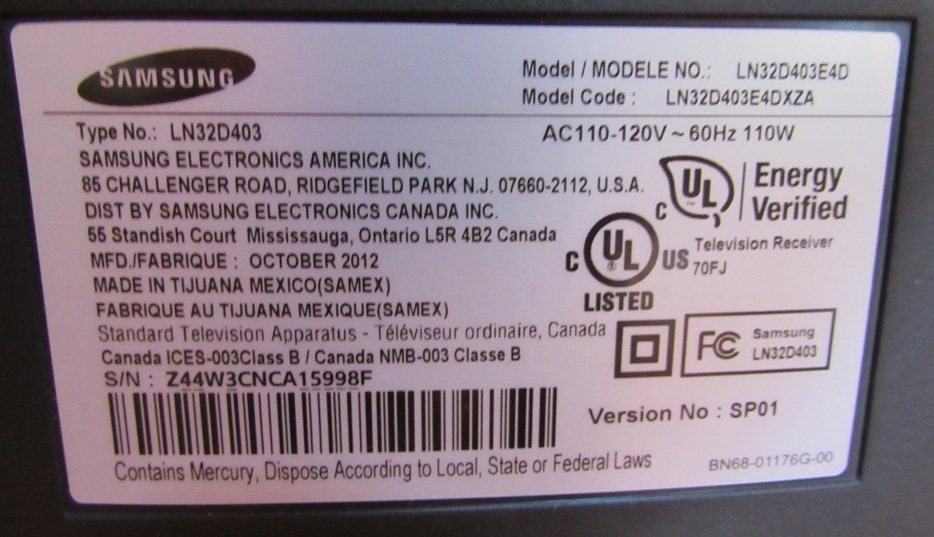 SAMSUNG
Model / MODELE NO.: LN32D403E4D
Model Code : LN32D403E4DXZA
Type No.: LN32D403
AC110-120V ~ 60Hz 110W
SAMSUNG ELECTRONICS AMERICA INC.
85 CHALLENGER ROAD, RIDGEFIELD PARK N.J. 07660-2112, U.S.A.
DIST BY SAMSUNG ELECTRONICS CANADA INC.
55 Standish Court Mississauga, Ontario L5R 4B2 Canada
MFD./FABRIQUE : OCTOBER 2012
MADE IN TIJUANA MEXICO(SAMEX)
FABRIQUE AU TIJUANA MEXIQUE(SAMEX)
Standard Television Apparatus - Téléviseur ordinaire, Canada
Canada ICES-003Class B / Canada NMB-003 Classe B
S/N : Z44W3CNCA15998F
C UL ™
Energy
Verified
C UL ® US
LISTED
Television Receiver
70FJ
FC
Samsung
LN32D403
Version No : SP01
Contains Mercury, Dispose According to Local, State or Federal Laws
BN68-01176G-00